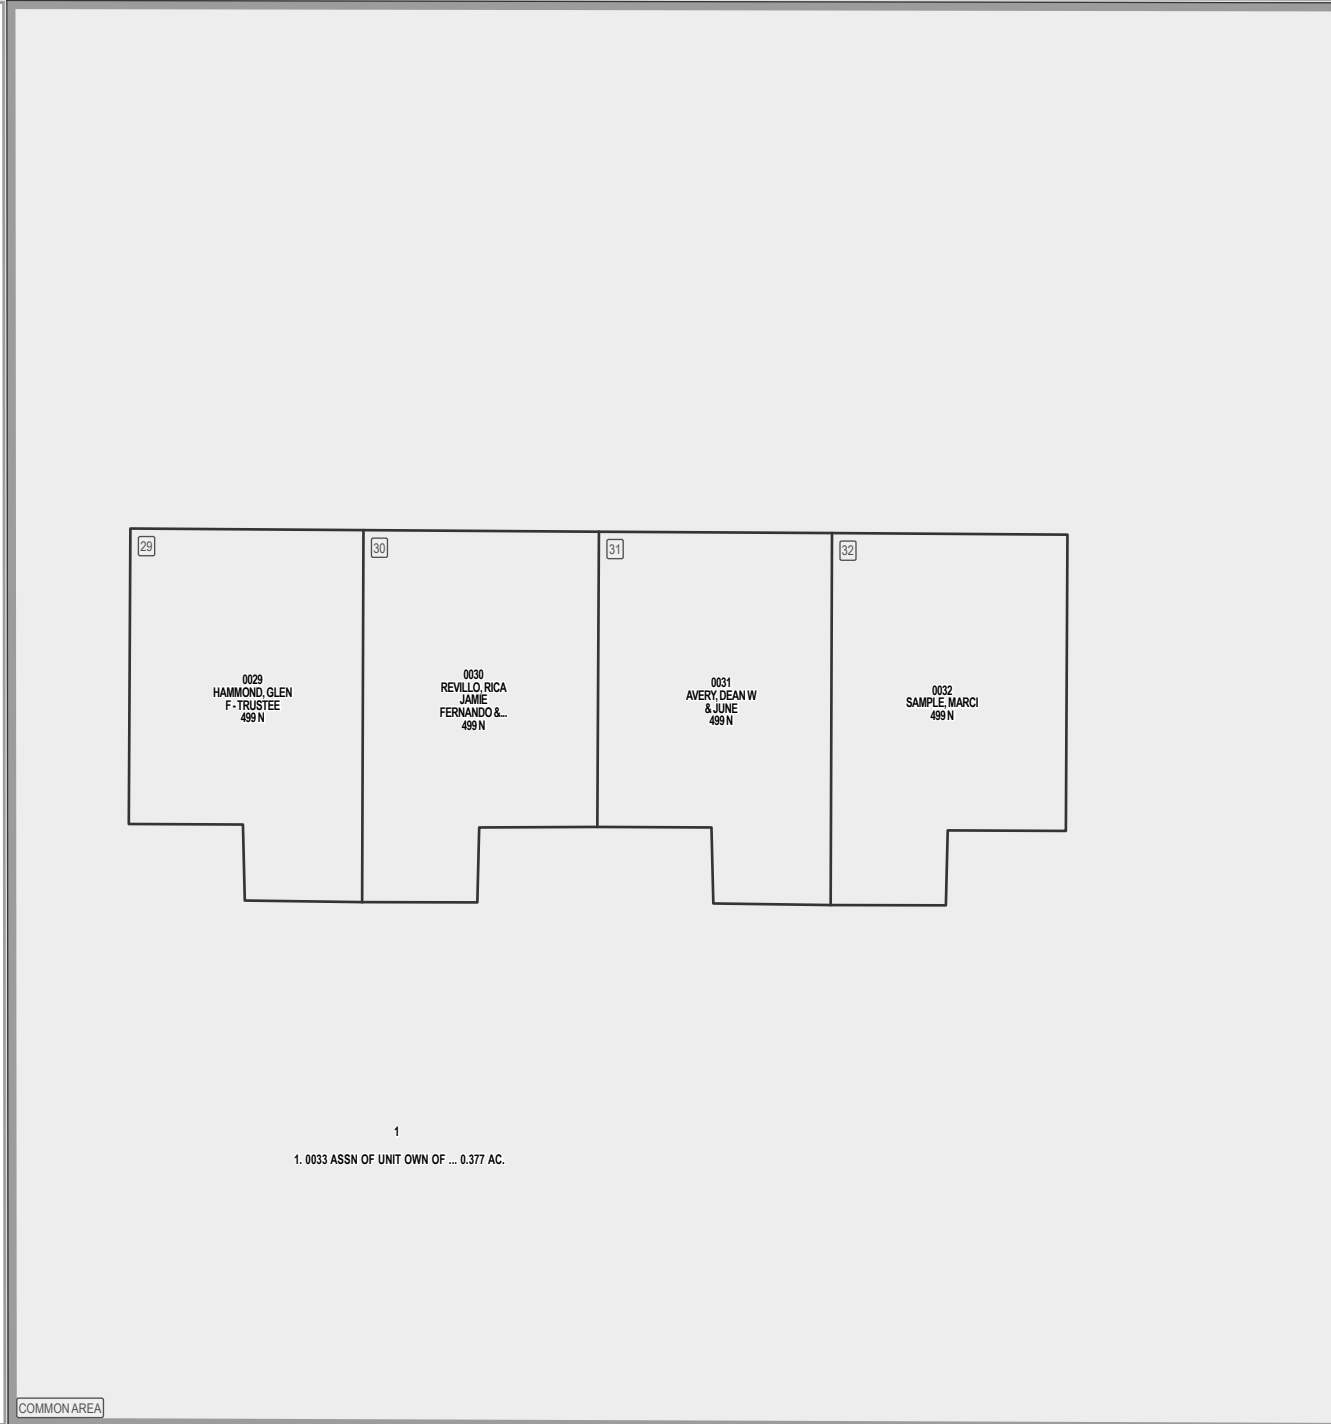 29
30
31
32
0029
HAMMOND, GLEN
F - TRUSTEE
499 N
0030
REVILLO, RICA
JAMIE
FERNANDO &...
499 N
0031
AVERY, DEAN W
& JUNE
499 N
0032
SAMPLE, MARCI
499 N
1
1. 0033 ASSN OF UNIT OWN OF ... 0.377 AC.
COMMON AREA